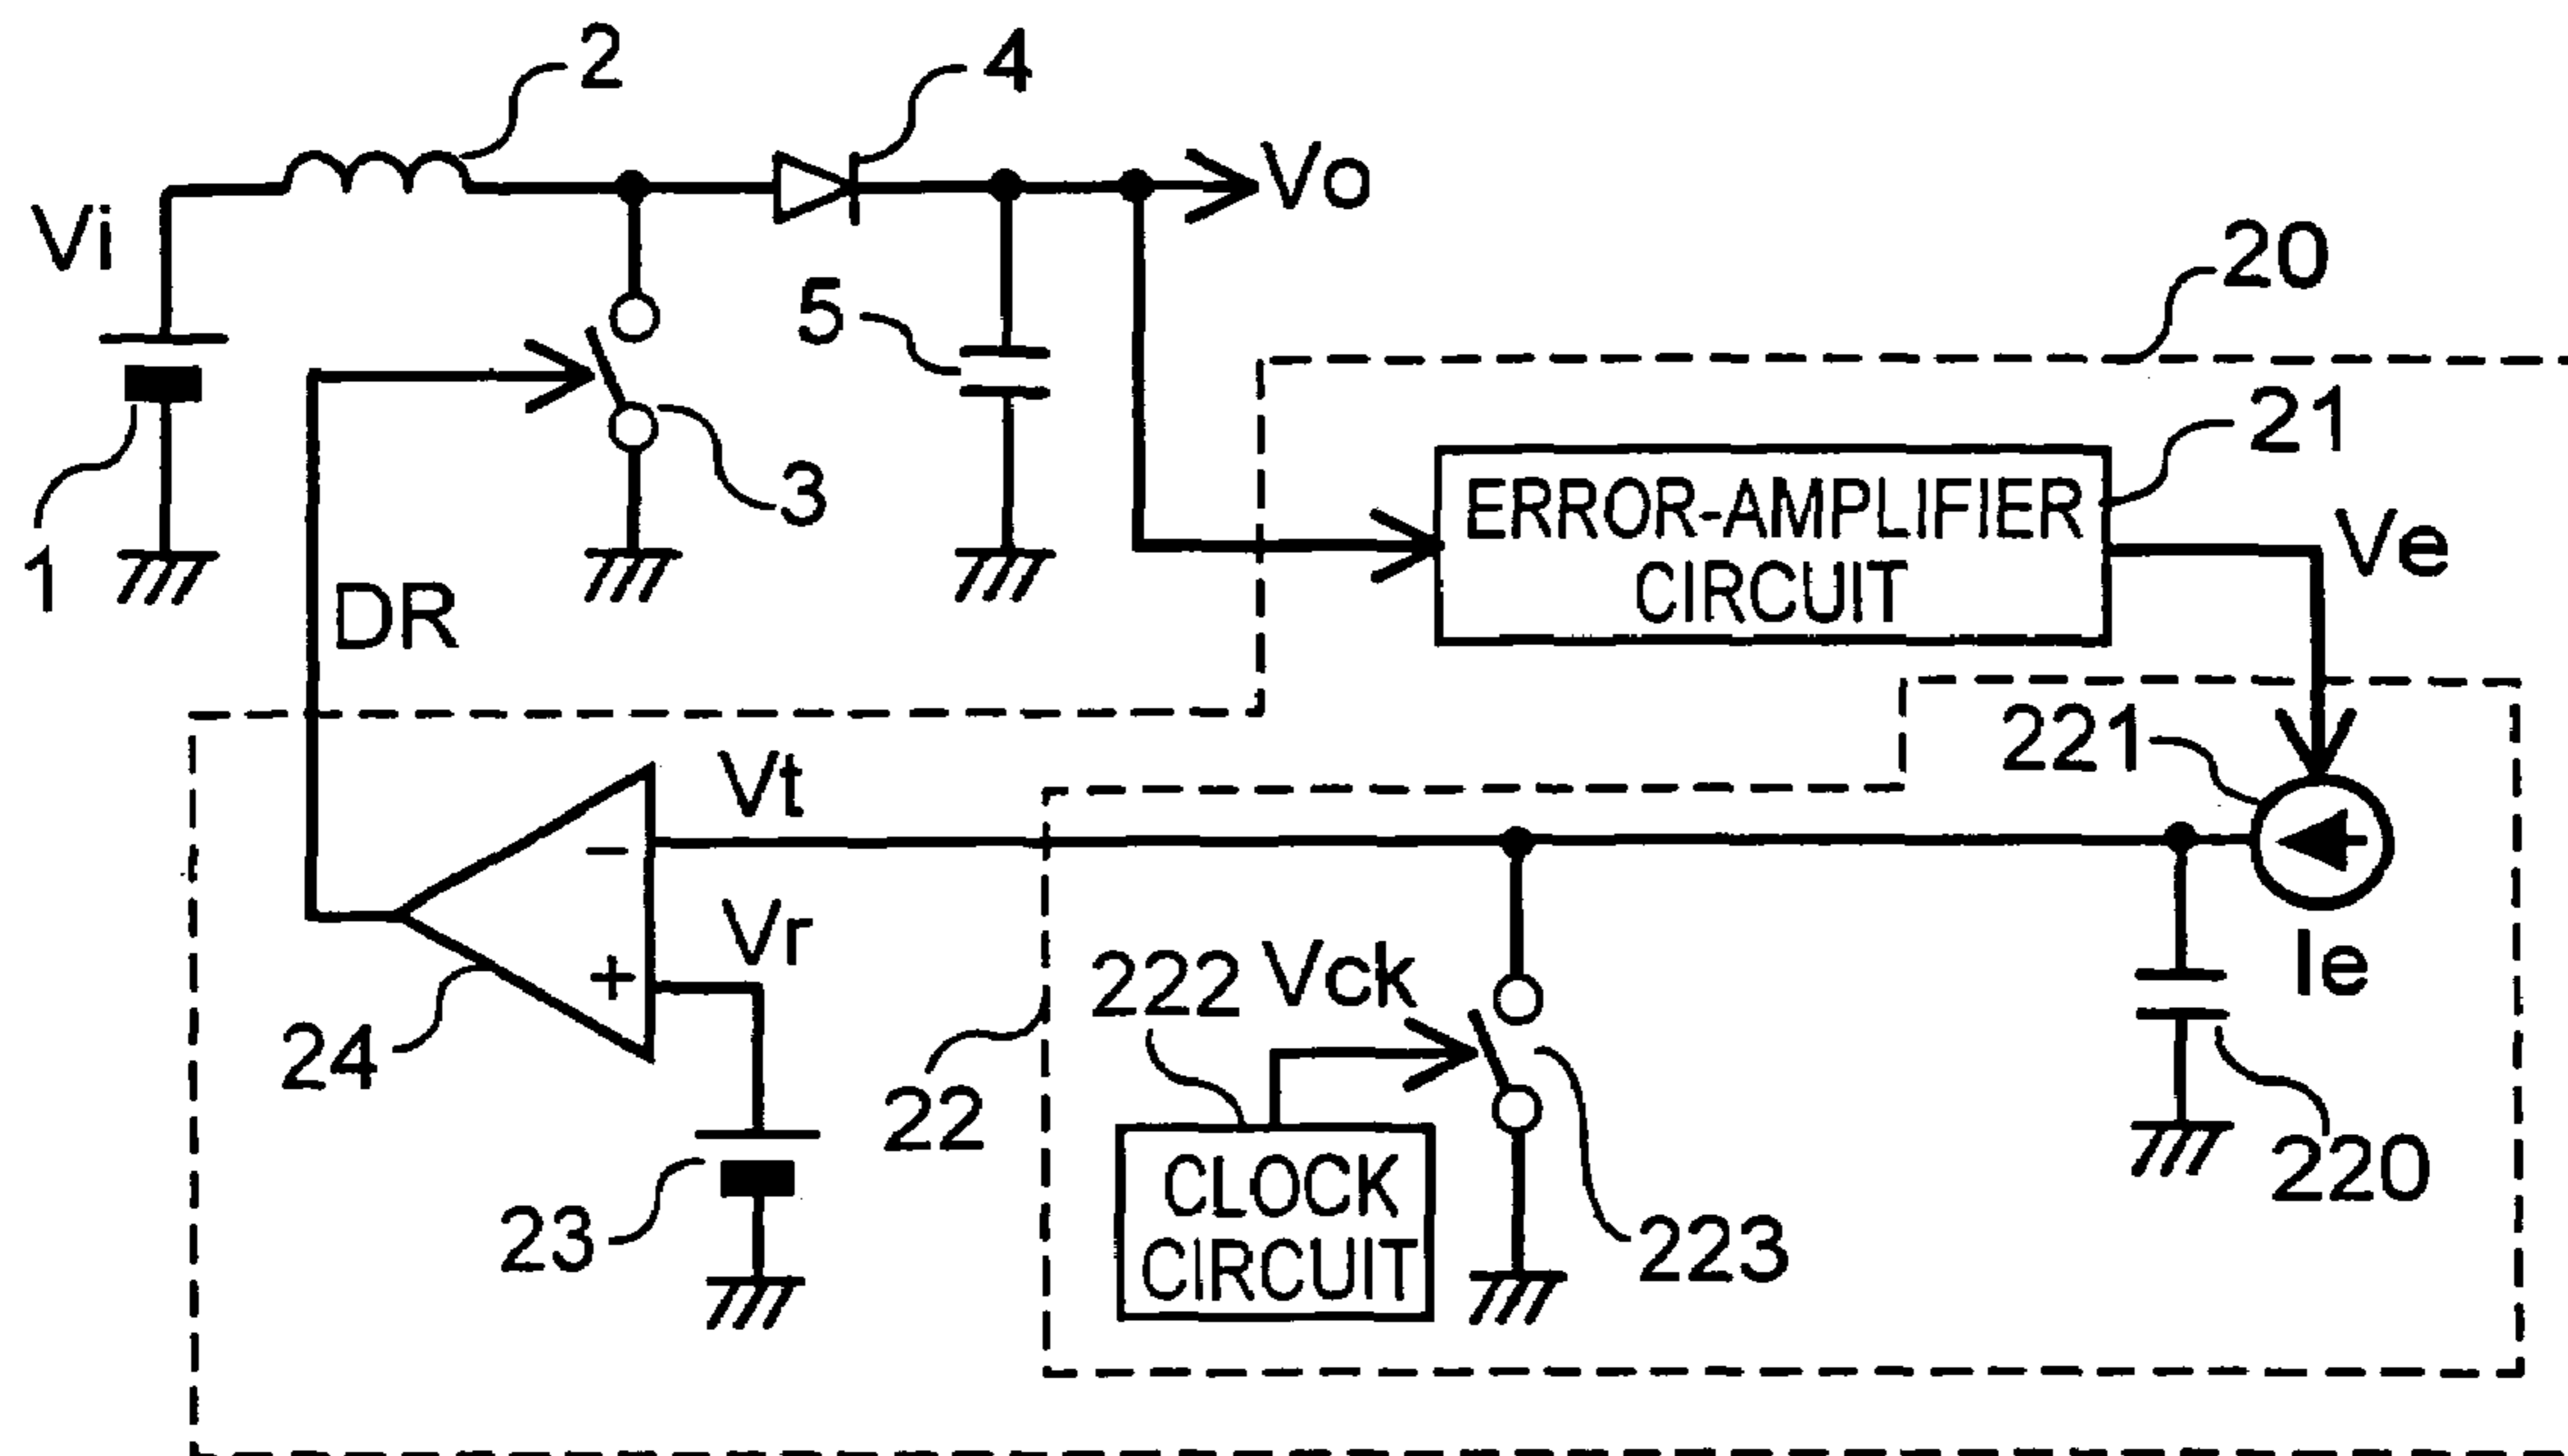 2
4
Vi
Vo
5
20
3
1
21
ERROR-AMPLIFIER
CIRCUIT
Ve
DR
221
Vt
Vr
24
222
Vck
Ie
22
220
23
CLOCK
CIRCUIT
223
−
+